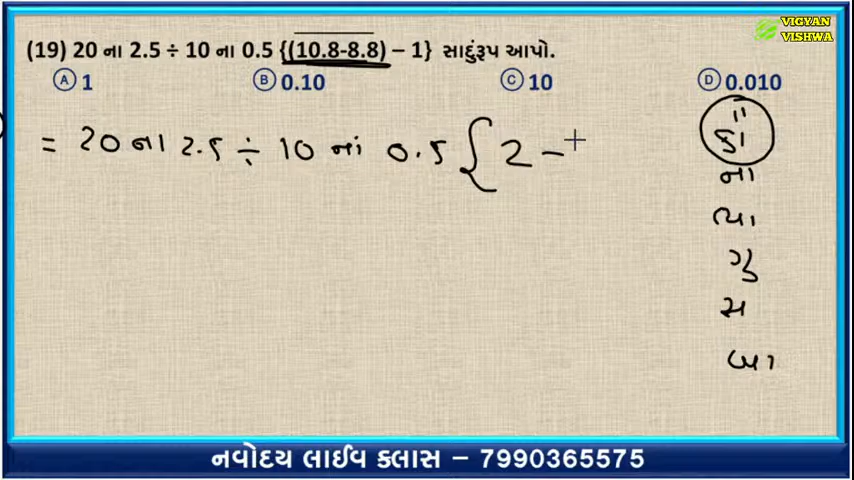 VIGYAN
VISHWA
(19) 20 ના 2.5 ÷ 10 ના 0.5 {(10.8-8.8) – 1} સાદુંરૂપ આપો.
A 1 B 0.10 C 10 D 0.010
= 20 ના 2.5 ÷ 10 નાં 0.5 { 2 –
કૌ
ના
ભા
ગુ
સ
બા
નવોદય લાઈવ ક્લાસ – 7990365575